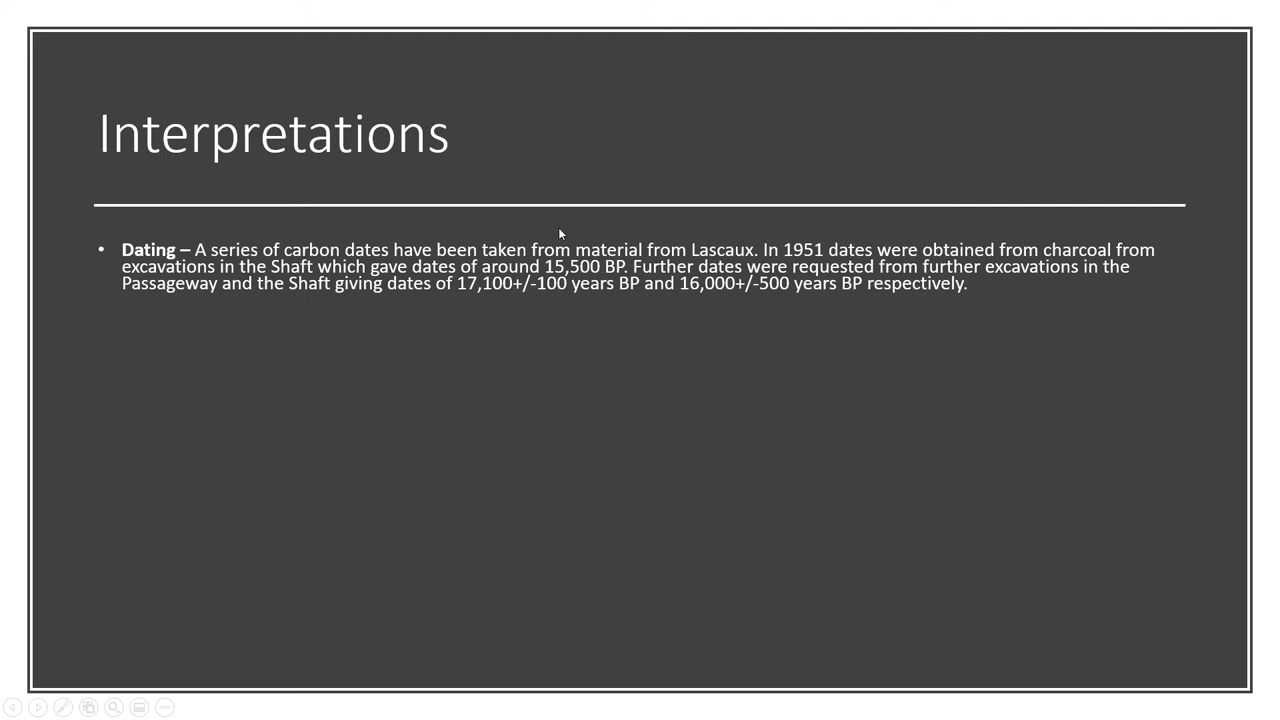 Interpretations
• Dating – A series of carbon dates have been taken from material from Lascaux. In 1951 dates were obtained from charcoal from
excavations in the Shaft which gave dates of around 15,500 BP. Further dates were requested from further excavations in the
Passageway and the Shaft giving dates of 17,100+/-100 years BP and 16,000+/-500 years BP respectively.